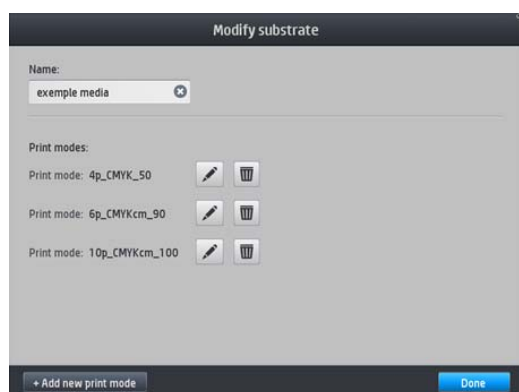 Modify substrate
Name:
exemple media
Print modes:
Print mode: 4p_CMYK_50
Print mode: 6p_CMYKcm_90
Print mode: 10p_CMYKcm_100
+ Add new print mode
Done